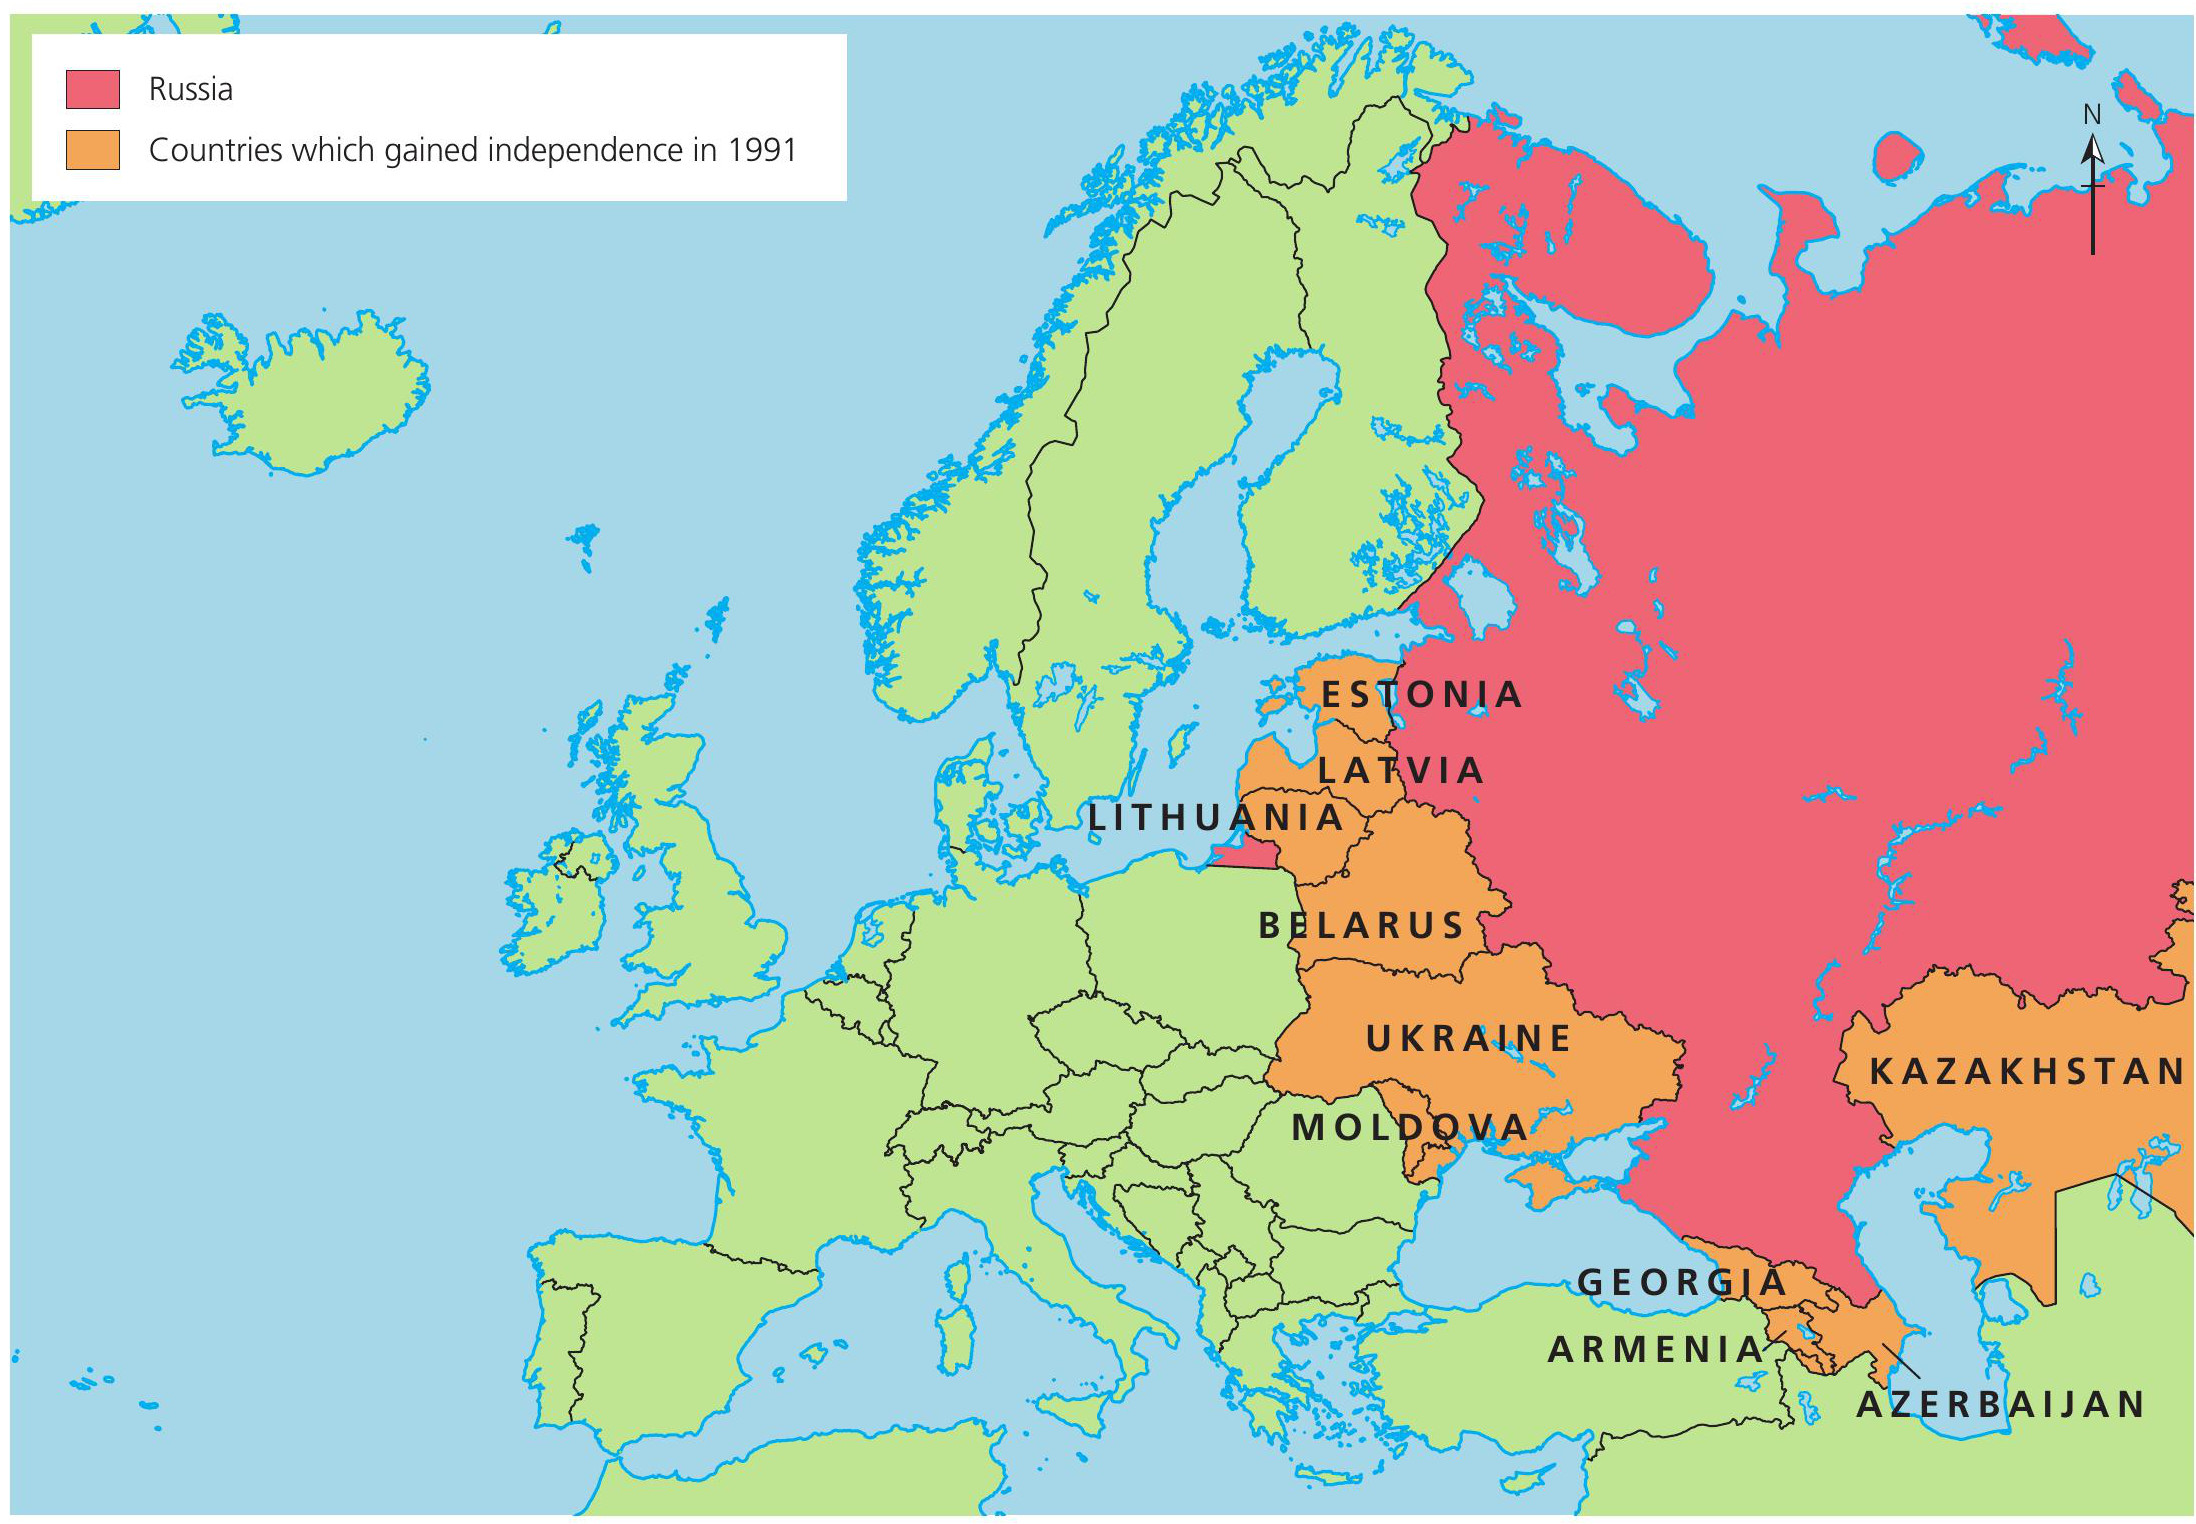 Russia
Countries which gained independence in 1991
N
ESTONIA
LATVIA
LITHUANIA
BELARUS
UKRAINE
KAZAKHSTAN
MOLDOVA
GEORGIA
ARMENIA
AZERBAIJAN